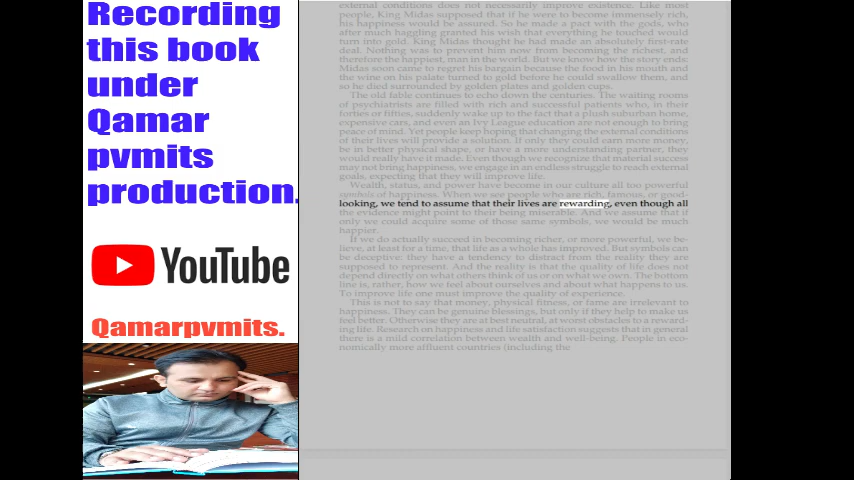 Recording
this book
under
Qamar
pvmits
production.
YouTube
Qamarpvmits.
external conditions does not necessarily improve existence. Like most
people, King Midas supposed that if he were to become immensely rich,
his happiness would be assured. So he made a pact with the gods, who
after much haggling granted his wish that everything he touched would
turn into gold. King Midas thought he had made an absolutely first-rate
deal. Nothing was to prevent him now from becoming the richest, and
therefore the happiest, man in the world. But we know how the story ends:
Midas soon came to regret his bargain because the food in his mouth and
the wine on his palate turned to gold before he could swallow them, and
so he died surrounded by golden plates and golden cups.
The old fable continues to echo down the centuries. The waiting rooms
of psychiatrists are filled with rich and successful patients who, in their
forties or fifties, suddenly wake up to the fact that a plush suburban home,
expensive cars, and even an Ivy League education are not enough to bring
peace of mind. Yet people keep hoping that changing the external conditions
of their lives will provide a solution. If only they could earn more money,
be in better physical shape, or have a more understanding partner, they
would really have it made. Even though we recognize that material success
may not bring happiness, we engage in an endless struggle to reach external
goals, expecting that they will improve life.
Wealth, status, and power have become in our culture all too powerful
symbols of happiness. When we see people who are rich, famous, or good-
looking, we tend to assume that their lives are rewarding, even though all
the evidence might point to their being miserable. And we assume that if
only we could acquire some of those same symbols, we would be much
happier.
If we do actually succeed in becoming richer, or more powerful, we be-
lieve, at least for a time, that life as a whole has improved. But symbols can
be deceptive: they have a tendency to distract from the reality they are
supposed to represent. And the reality is that the quality of life does not
depend directly on what others think of us or on what we own. The bottom
line is, rather, how we feel about ourselves and about what happens to us.
To improve life one must improve the quality of experience.
This is not to say that money, physical fitness, or fame are irrelevant to
happiness. They can be genuine blessings, but only if they help to make us
feel better. Otherwise they are at best neutral, at worst obstacles to a reward-
ing life. Research on happiness and life satisfaction suggests that in general
there is a mild correlation between wealth and well-being. People in eco-
nomically more affluent countries (including the